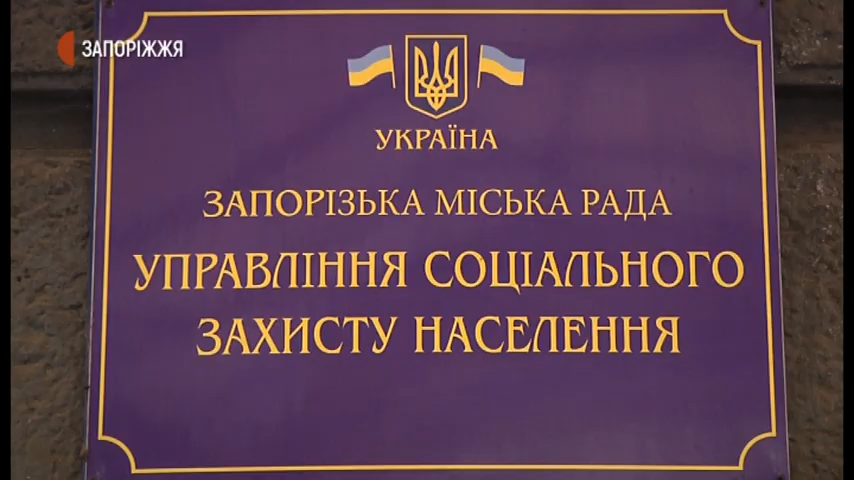 ЗАПОРІЖЖЯ
УКРАЇНА
ЗАПОРІЗЬКА МІСЬКА РАДА
УПРАВЛІННЯ СОЦІАЛЬНОГО
ЗАХИСТУ НАСЕЛЕННЯ